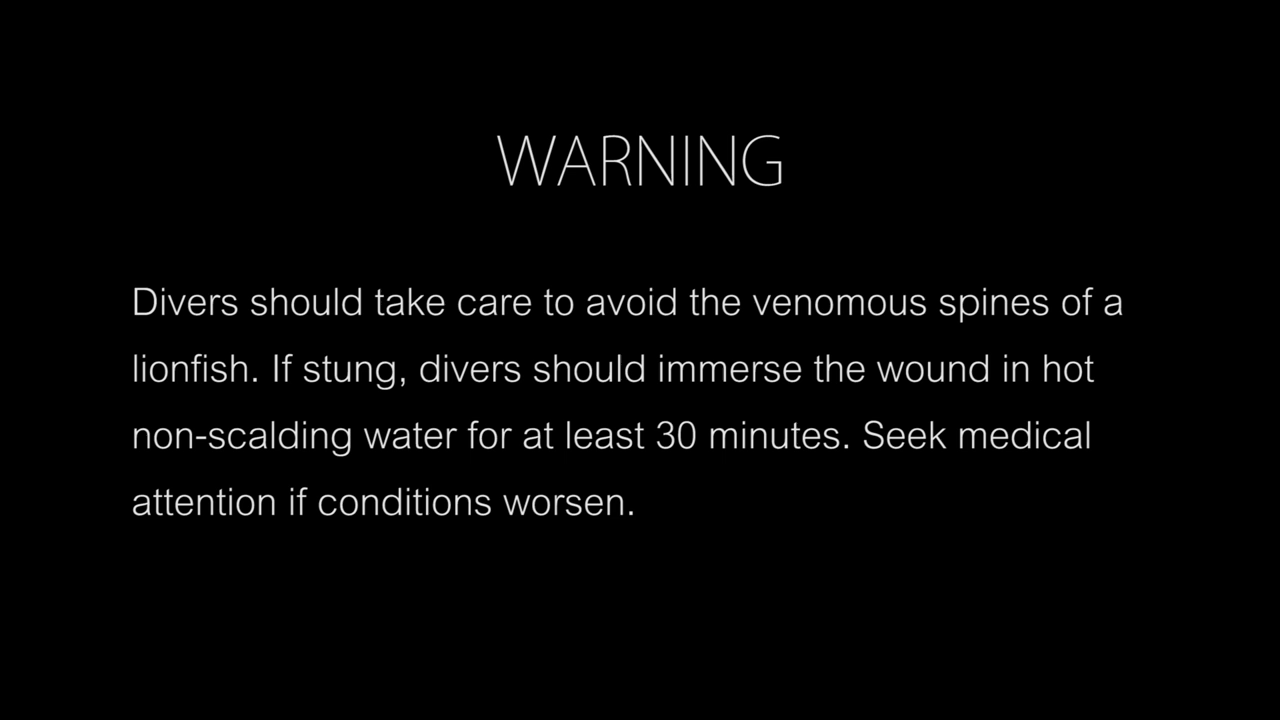 WARNING
Divers should take care to avoid the venomous spines of a
lionfish. If stung, divers should immerse the wound in hot
non-scalding water for at least 30 minutes. Seek medical
attention if conditions worsen.